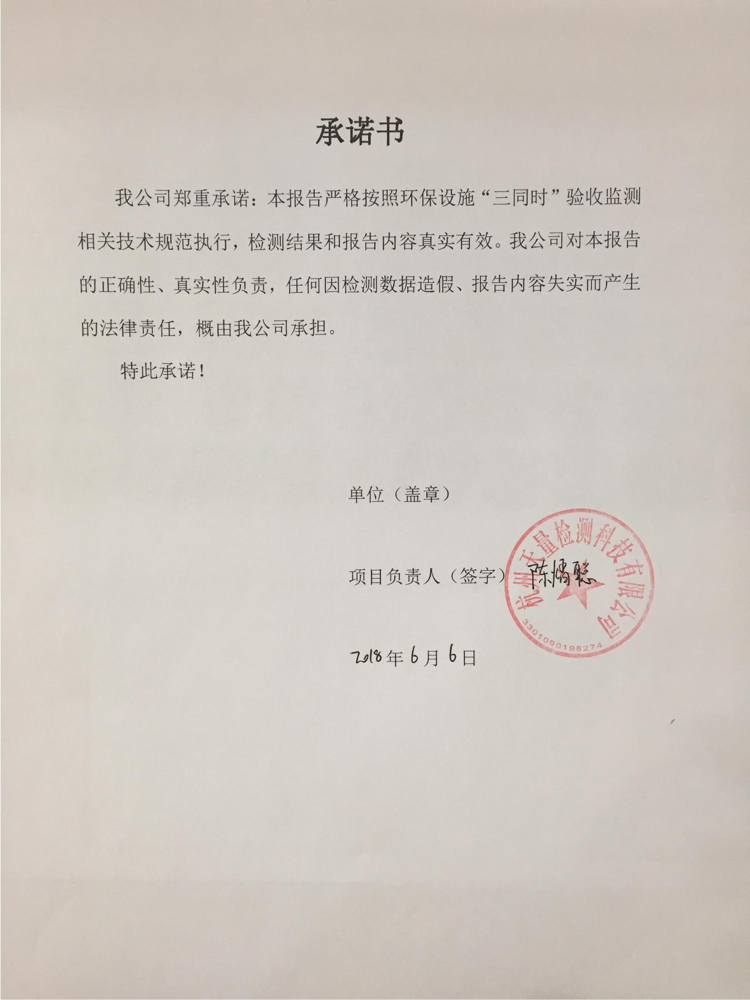 承诺书
我公司郑重承诺：本报告严格按照环保设施“三同时”验收监测
相关技术规范执行，检测结果和报告内容真实有效。我公司对本报告
的正确性、真实性负责，任何因检测数据造假、报告内容失实而产生
的法律责任，概由我公司承担。
特此承诺！
单位（盖章）
杭州天量检测科技有限公司
项目负责人（签字）陈 聪
3301090198274
2018年6月6日